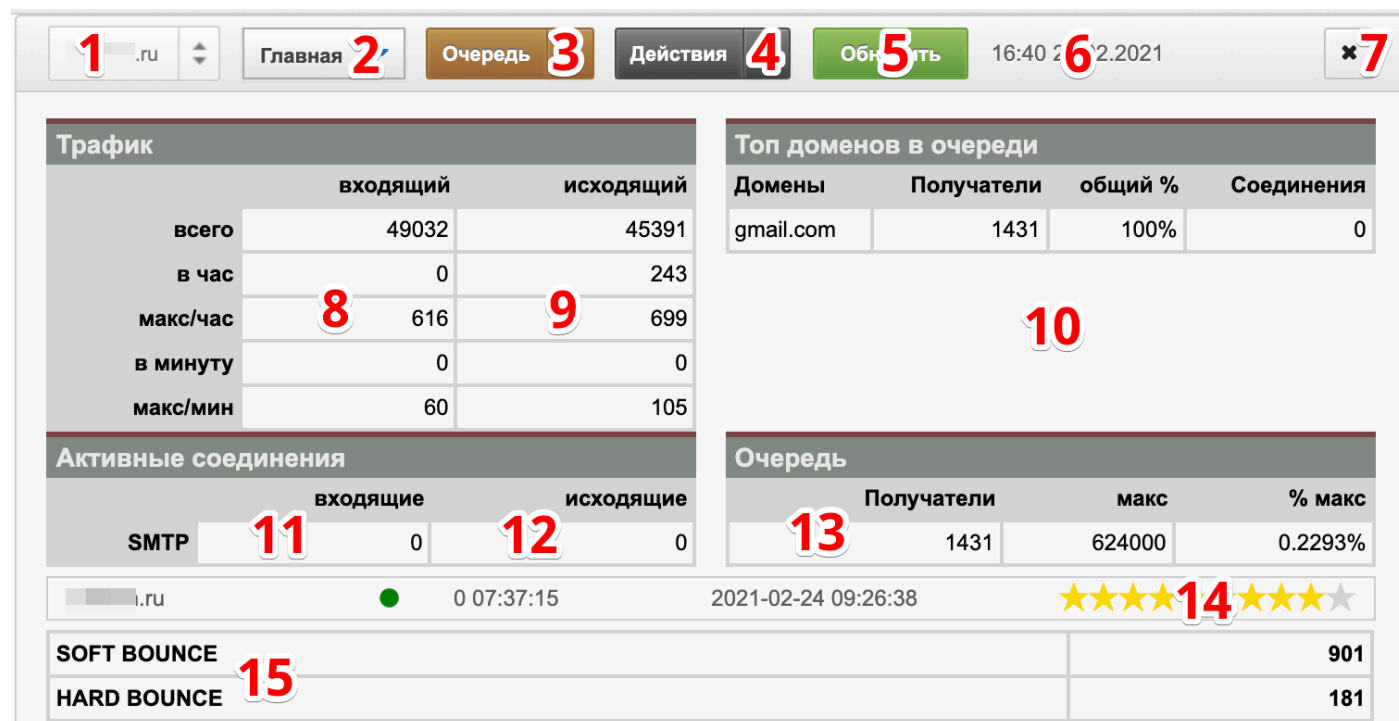 1 .ru Главная 2 Очередь 3 Действия 4 5 16:40 6 2.2021 ✖ 7
Трафик
входящий исходящий
всего 49032 45391
в час 0 243
8 9
макс/час 616 699
в минуту 0 0
макс/мин 60 105
Топ доменов в очереди
Домены Получатели общий % Соединения
gmail.com 1431 100% 0
10
Активные соединения
входящие исходящие
11 12
SMTP 0 0
Очередь
Получатели макс % макс
13
1431 624000 0.2293%
.ru 0 07:37:15 2021-02-24 09:26:38 14
SOFT BOUNCE 901
15
HARD BOUNCE 181